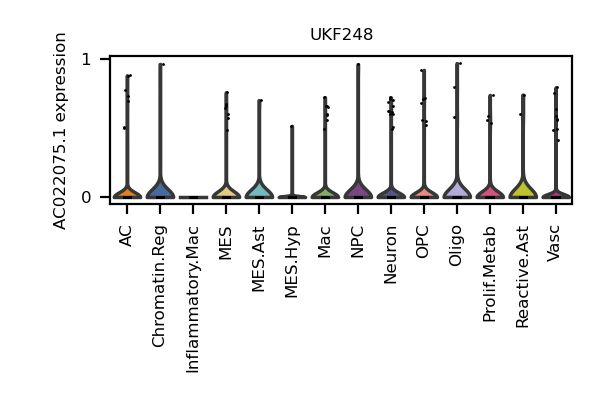 UKF248
AC022075.1 expression
1
0
AC
Chromatin.Reg
Inflammatory.Mac
MES
MES.Ast
MES.Hyp
Mac
NPC
Neuron
OPC
Oligo
Prolif.Metab
Reactive.Ast
Vasc